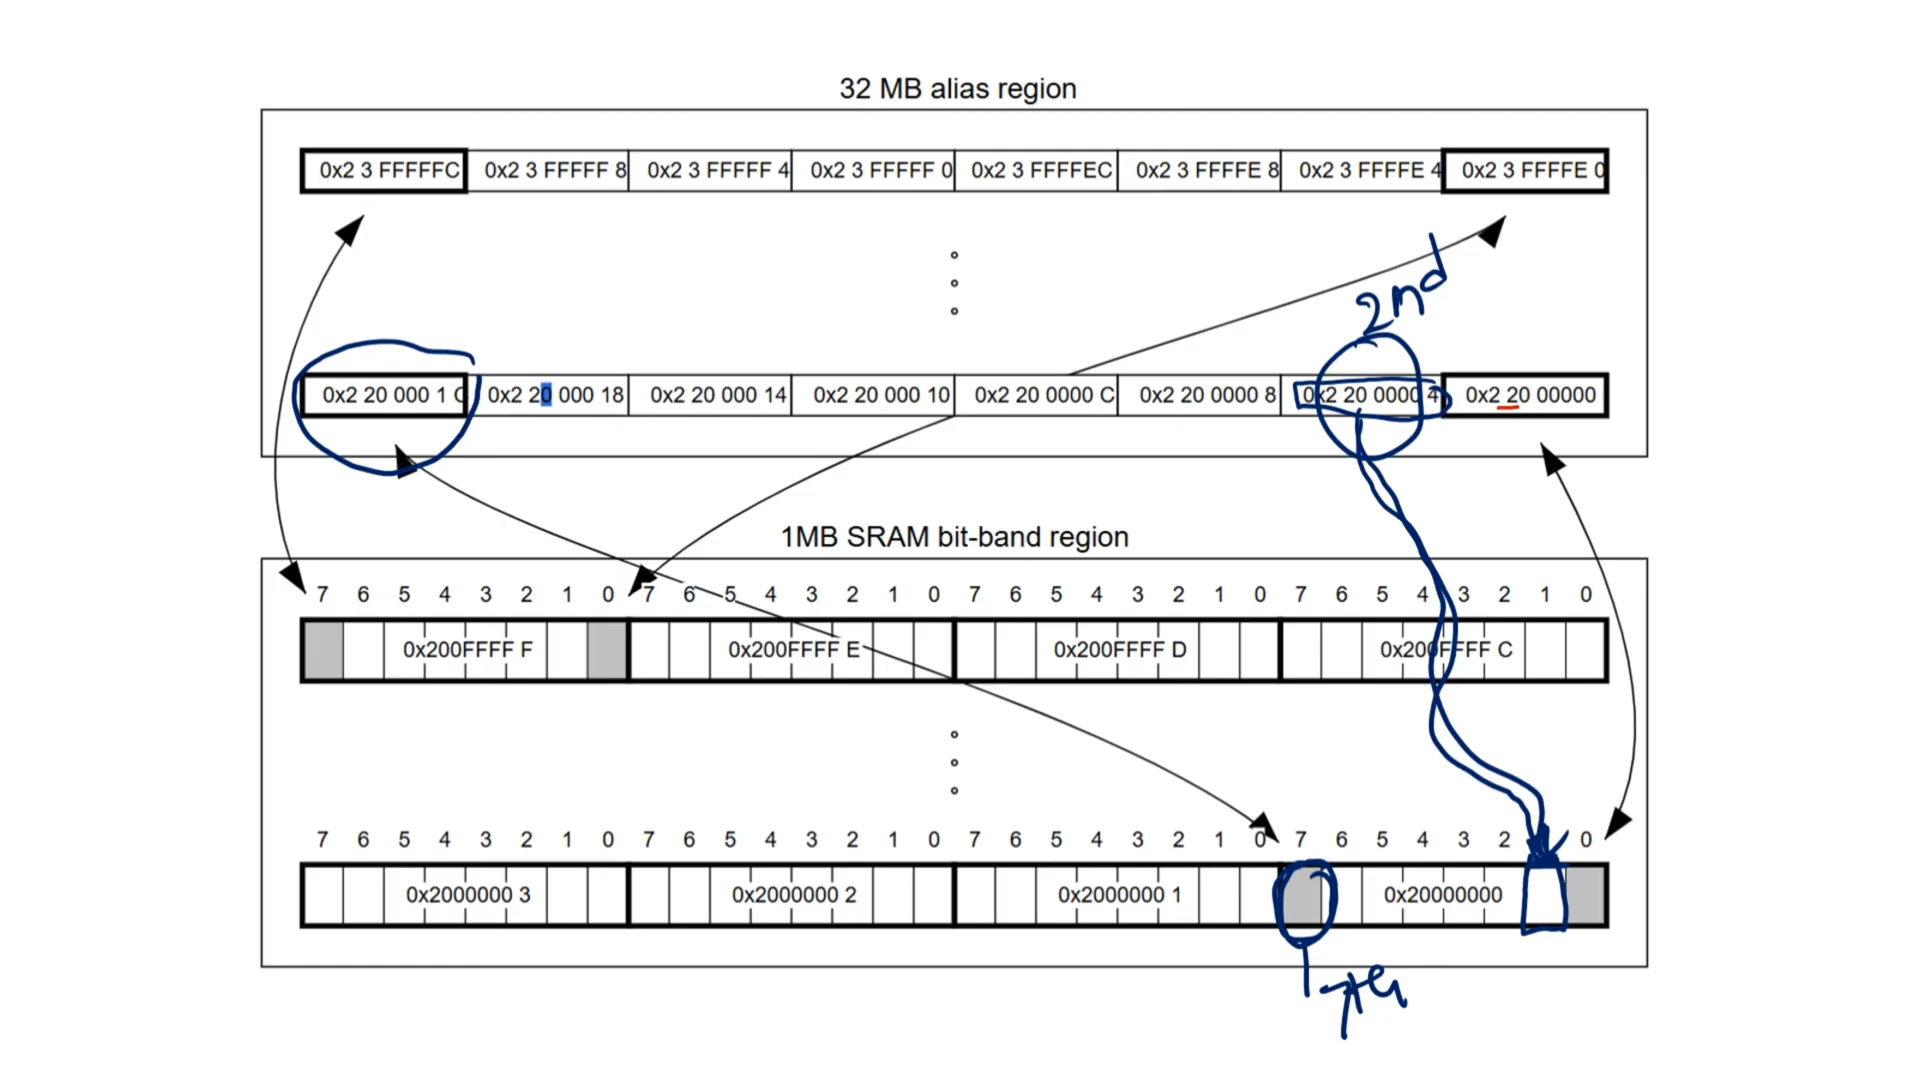 32 MB alias region
0x2 3 FFFFFC 0x2 3 FFFFF 8 0x2 3 FFFFF 4 0x2 3 FFFFF 0 0x2 3 FFFFEC 0x2 3 FFFFE 8 0x2 3 FFFFE 4 0x2 3 FFFFE 0
2nd
0x2 20 000 1 C 0x2 20 000 18 0x2 20 000 14 0x2 20 000 10 0x2 20 0000 C 0x2 20 0000 8 0x2 20 0000 4 0x2 20 00000
1MB SRAM bit-band region
7 6 5 4 3 2 1 0 7 6 5 4 3 2 1 0 7 6 5 4 3 2 1 0 7 6 5 4 3 2 1 0
0x200FFFF F 0x200FFFF E 0x200FFFF D 0x200FFFF C
7 6 5 4 3 2 1 0 7 6 5 4 3 2 1 0 7 6 5 4 3 2 1 0 7 6 5 4 3 2 0
0x2000000 3 0x2000000 2 0x2000000 1 0x20000000